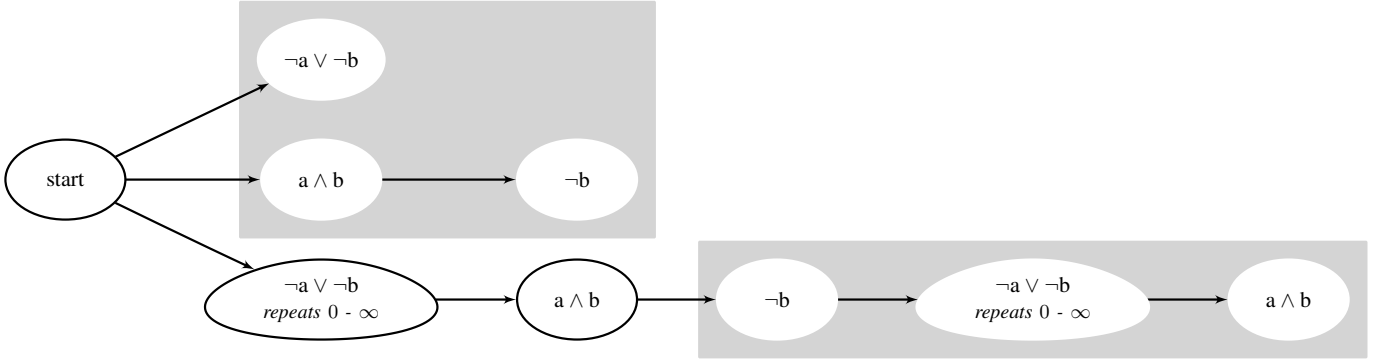 ¬a ∨ ¬b
start
a ∧ b
¬b
¬a ∨ ¬b
repeats 0 - ∞
a ∧ b
¬b
¬a ∨ ¬b
repeats 0 - ∞
a ∧ b